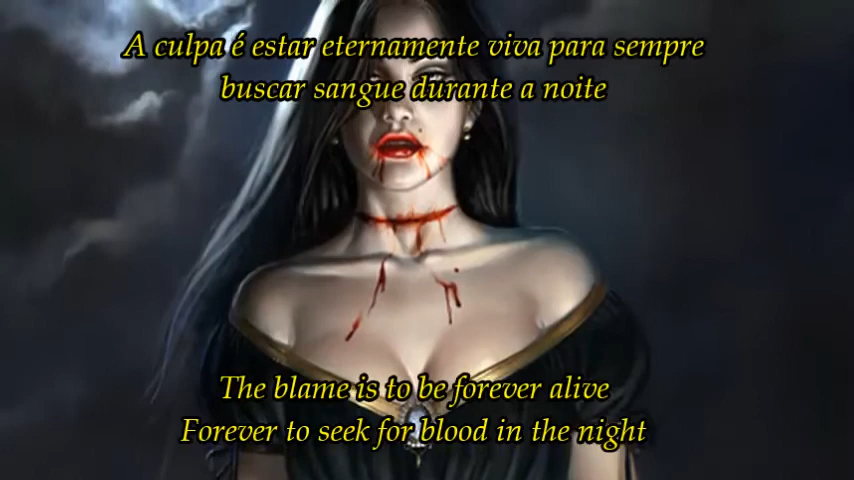 A culpa é estar eternamente viva para sempre
buscar sangue durante a noite
The blame is to be forever alive
Forever to seek for blood in the night